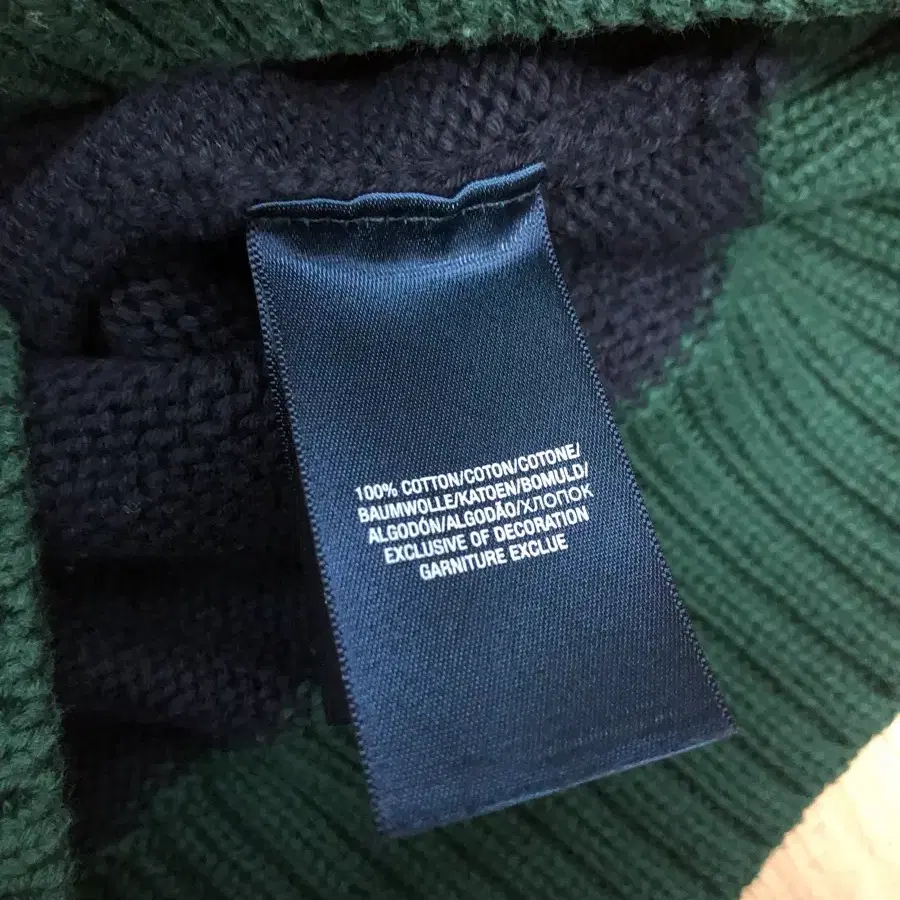 100% COTTON/COTON/COTONE/
BAUMWOLLE/KATOEN/BOMULD/
ALGODÓN/ALGODÃO/ХЛОПОК
EXCLUSIVE OF DECORATION
GARNITURE EXCLUE